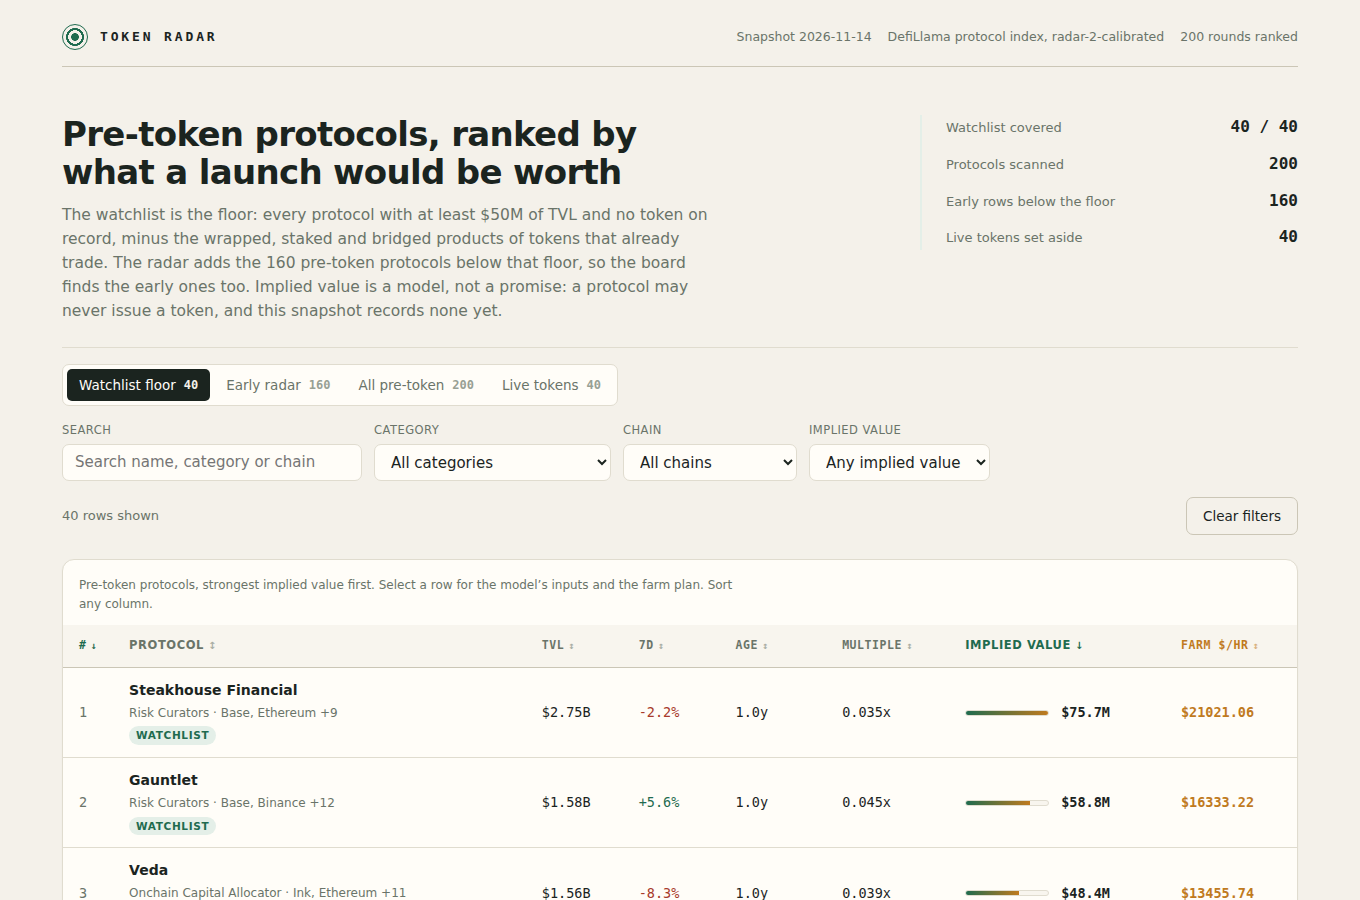 TOKEN RADAR
Snapshot 2026-11-14 DefiLlama protocol index, radar-2-calibrated 200 rounds ranked
Pre-token protocols, ranked by
what a launch would be worth
The watchlist is the floor: every protocol with at least $50M of TVL and no token on
record, minus the wrapped, staked and bridged products of tokens that already
trade. The radar adds the 160 pre-token protocols below that floor, so the board
finds the early ones too. Implied value is a model, not a promise: a protocol may
never issue a token, and this snapshot records none yet.
Watchlist covered 40 / 40
Protocols scanned 200
Early rows below the floor 160
Live tokens set aside 40
Watchlist floor 40 Early radar 160 All pre-token 200 Live tokens 40
SEARCH CATEGORY CHAIN IMPLIED VALUE
Search name, category or chain All categories All chains Any implied value
40 rows shown Clear filters
Pre-token protocols, strongest implied value first. Select a row for the model’s inputs and the farm plan. Sort
any column.
# ↓ PROTOCOL ↕ TVL ↕ 7D ↕ AGE ↕ MULTIPLE ↕ IMPLIED VALUE ↓ FARM $/HR ↕
Steakhouse Financial
1 Risk Curators · Base, Ethereum +9 $2.75B -2.2% 1.0y 0.035x $75.7M $21021.06
WATCHLIST
Gauntlet
2 Risk Curators · Base, Binance +12 $1.58B +5.6% 1.0y 0.045x $58.8M $16333.22
WATCHLIST
Veda
3 Onchain Capital Allocator · Ink, Ethereum +11 $1.56B -8.3% 1.0y 0.039x $48.4M $13455.74